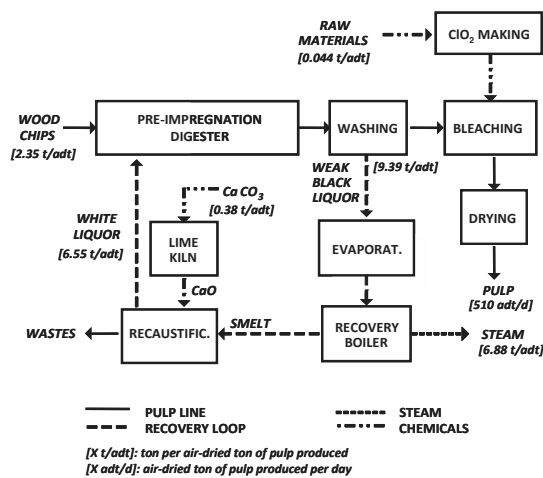 RAW
MATERIALS
[0.044 t/adt]
ClO2 MAKING
WOOD
CHIPS
[2.35 t/adt]
PRE-IMPREGNATION
DIGESTER
WASHING
BLEACHING
WEAK
BLACK
LIQUOR
[9.39 t/adt]
WHITE
LIQUOR
[6.55 t/adt]
Ca CO3
[0.38 t/adt]
LIME
KILN
CaO
EVAPORAT.
DRYING
PULP
[510 adt/d]
WASTES
RECAUSTIFIC.
SMELT
RECOVERY
BOILER
STEAM
[6.88 t/adt]
PULP LINE
RECOVERY LOOP
STEAM
CHEMICALS
[X t/adt]: ton per air-dried ton of pulp produced
[X adt/d]: air-dried ton of pulp produced per day